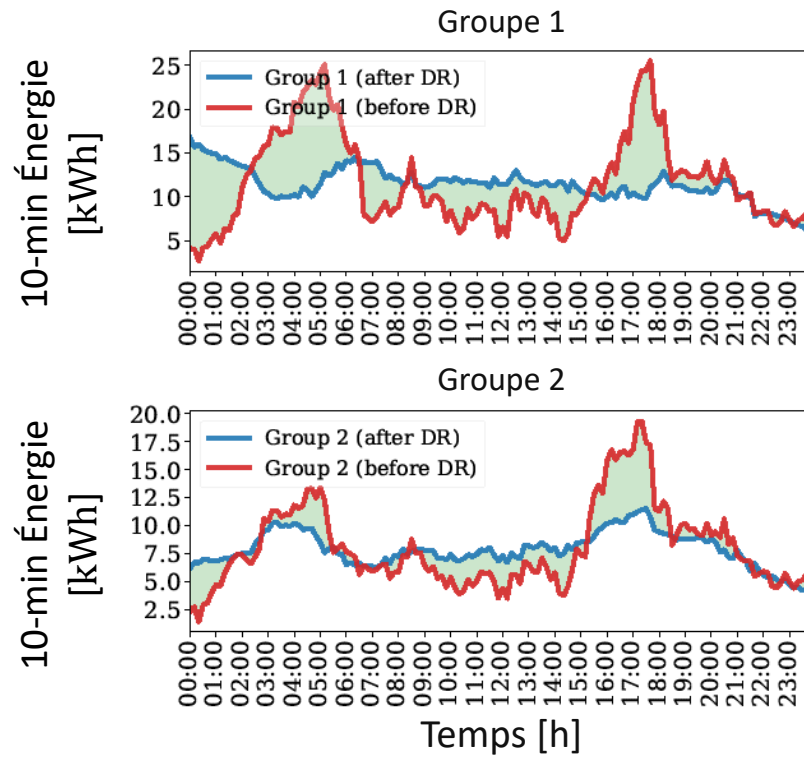 Groupe 1
10-min Énergie
[kWh]
25
20
15
10
5
Group 1 (after DR)
Group 1 (before DR)
00:00 01:00 02:00 03:00 04:00 05:00 06:00 07:00 08:00 09:00 10:00 11:00 12:00 13:00 14:00 15:00 16:00 17:00 18:00 19:00 20:00 21:00 22:00 23:00
Groupe 2
10-min Énergie
[kWh]
20.0
17.5
15.0
12.5
10.0
7.5
5.0
2.5
Group 2 (after DR)
Group 2 (before DR)
00:00 01:00 02:00 03:00 04:00 05:00 06:00 07:00 08:00 09:00 10:00 11:00 12:00 13:00 14:00 15:00 16:00 17:00 18:00 19:00 20:00 21:00 22:00 23:00
Temps [h]